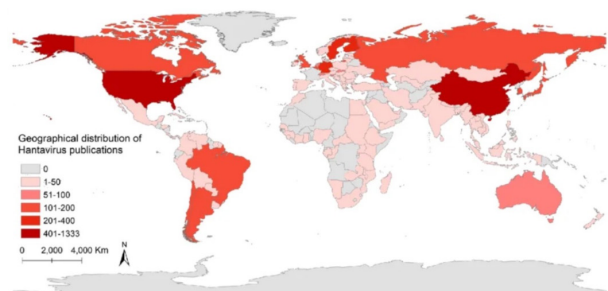 Geographical distribution of
Hantavirus publications
0
1-50
51-100
101-200
201-400
401-1333
0 2,000 4,000 Km
N